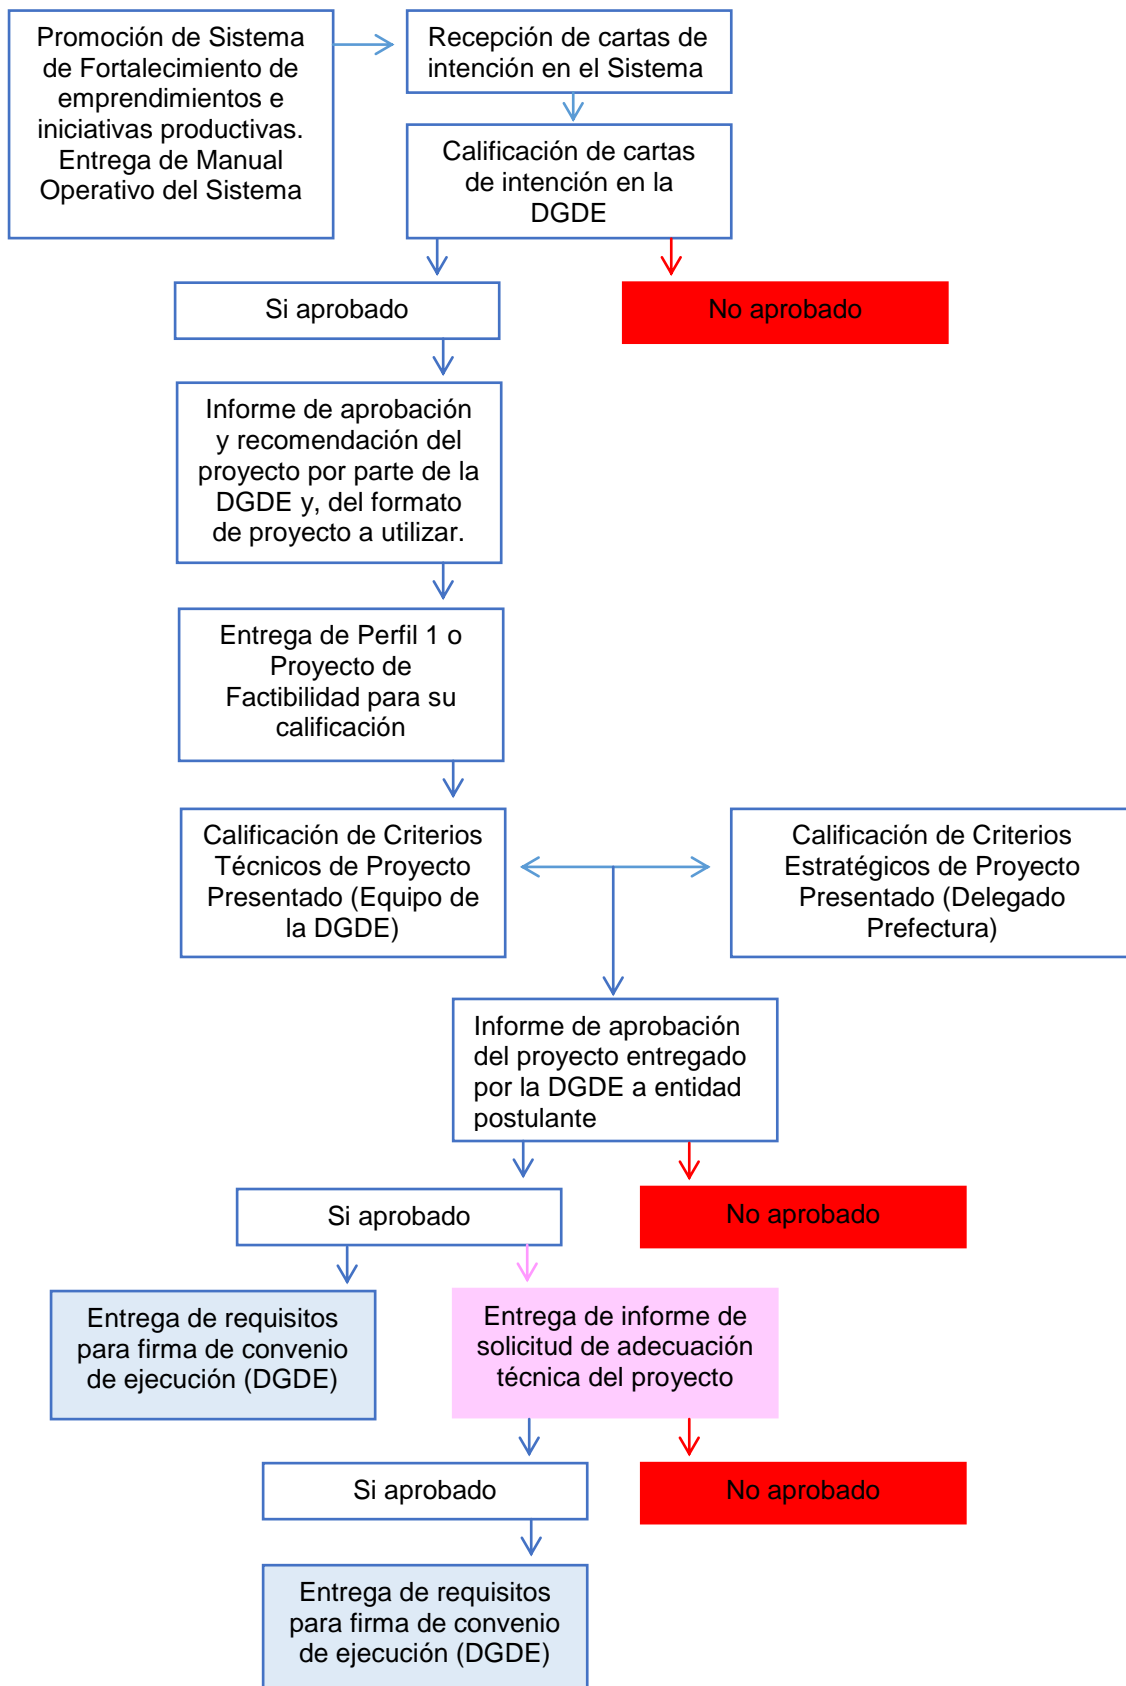 Promoción de Sistema
de Fortalecimiento de
emprendimientos e
iniciativas productivas.
Entrega de Manual
Operativo del Sistema
Recepción de cartas de
intención en el Sistema
Calificación de cartas
de intención en la
DGDE
Si aprobado
No aprobado
Informe de aprobación
y recomendación del
proyecto por parte de la
DGDE y, del formato
de proyecto a utilizar.
Entrega de Perfil 1 o
Proyecto de
Factibilidad para su
calificación
Calificación de Criterios
Técnicos de Proyecto
Presentado (Equipo de
la DGDE)
Calificación de Criterios
Estratégicos de Proyecto
Presentado (Delegado
Prefectura)
Informe de aprobación
del proyecto entregado
por la DGDE a entidad
postulante
Si aprobado
No aprobado
Entrega de requisitos
para firma de convenio
de ejecución (DGDE)
Entrega de informe de
solicitud de adecuación
técnica del proyecto
Si aprobado
No aprobado
Entrega de requisitos
para firma de convenio
de ejecución (DGDE)